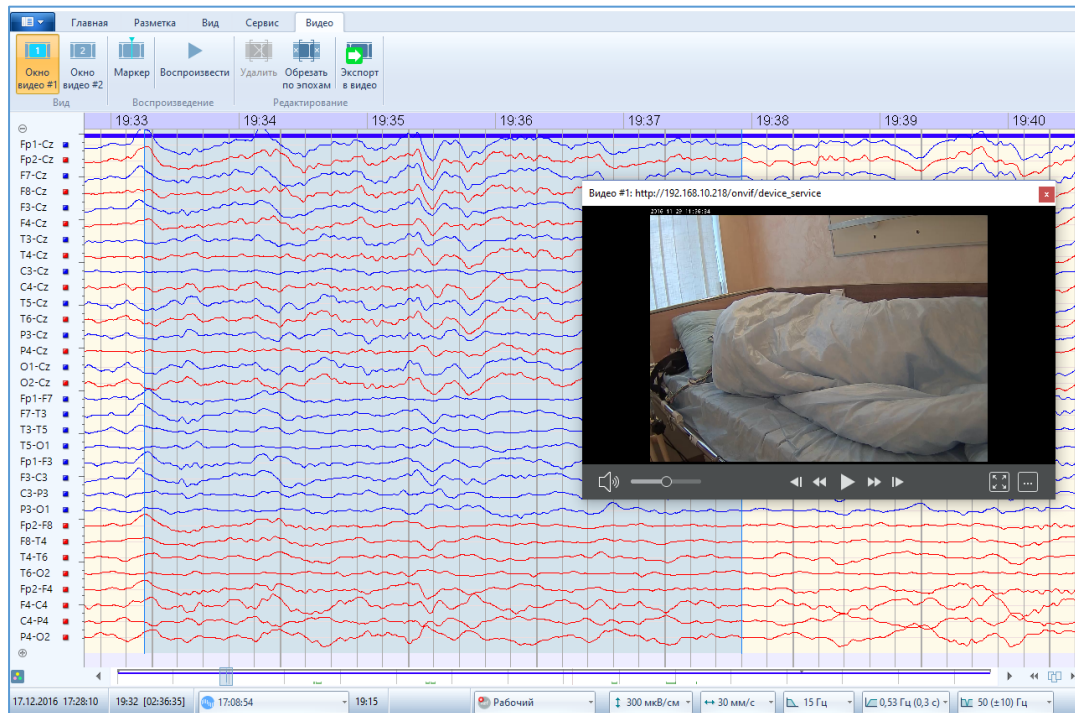 Главная Разметка Вид Сервис Видео
Окно видео #1
Окно видео #2
Маркер
Воспроизвести
Удалить
Обрезать по эпохам
Экспорт в видео
Вид Воспроизведение Редактирование
19:33 19:34 19:35 19:36 19:37 19:38 19:39 19:40
Fp1-Cz
Fp2-Cz
F7-Cz
F8-Cz
F3-Cz
F4-Cz
T3-Cz
T4-Cz
C3-Cz
C4-Cz
T5-Cz
T6-Cz
P3-Cz
P4-Cz
O1-Cz
O2-Cz
Fp1-F7
F7-T3
T3-T5
T5-O1
Fp1-F3
F3-C3
C3-P3
P3-O1
Fp2-F8
F8-T4
T4-T6
T6-O2
Fp2-F4
F4-C4
C4-P4
P4-O2
Видео #1: http://192.168.10.218/onvif/device_service
17.12.2016 17:28:10 19:32 [02:36:35] 17:08:54 19:15 Рабочий 300 мкВ/см 30 мм/с 15 Гц 0,53 Гц (0,3 с) 50 (±10) Гц